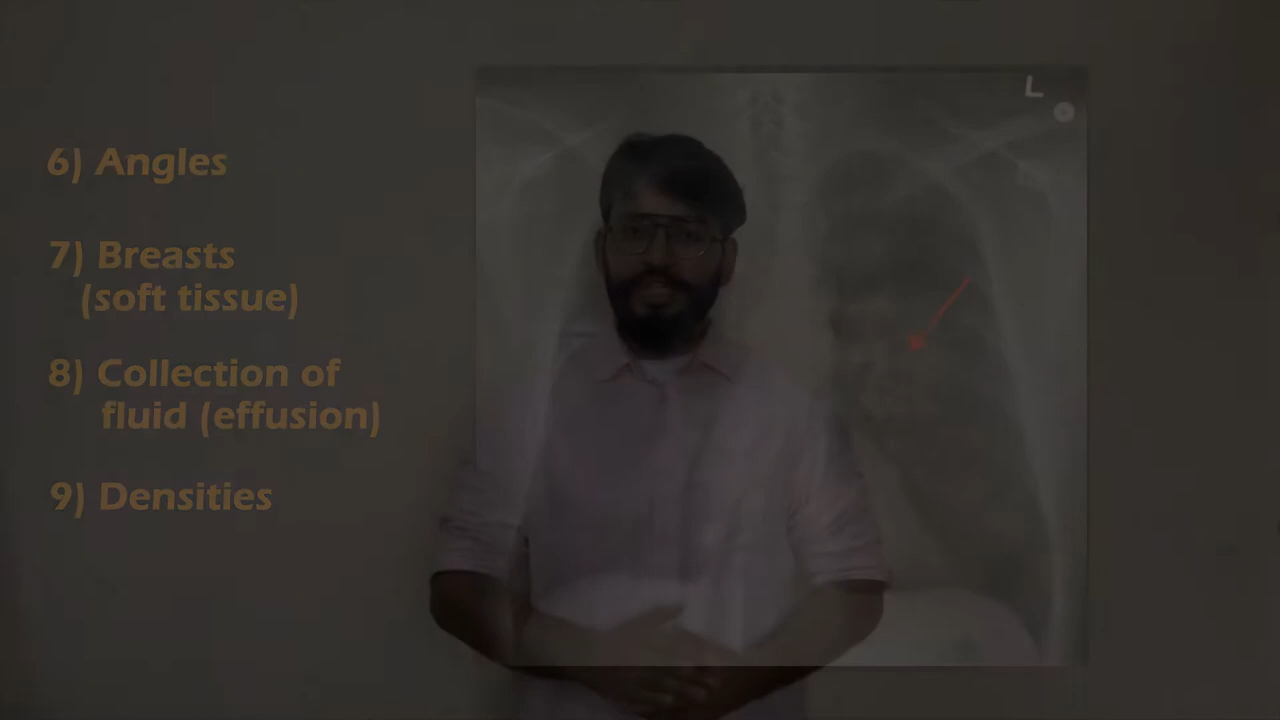 6) Angles
7) Breasts
(soft tissue)
8) Collection of
fluid (effusion)
9) Densities
L